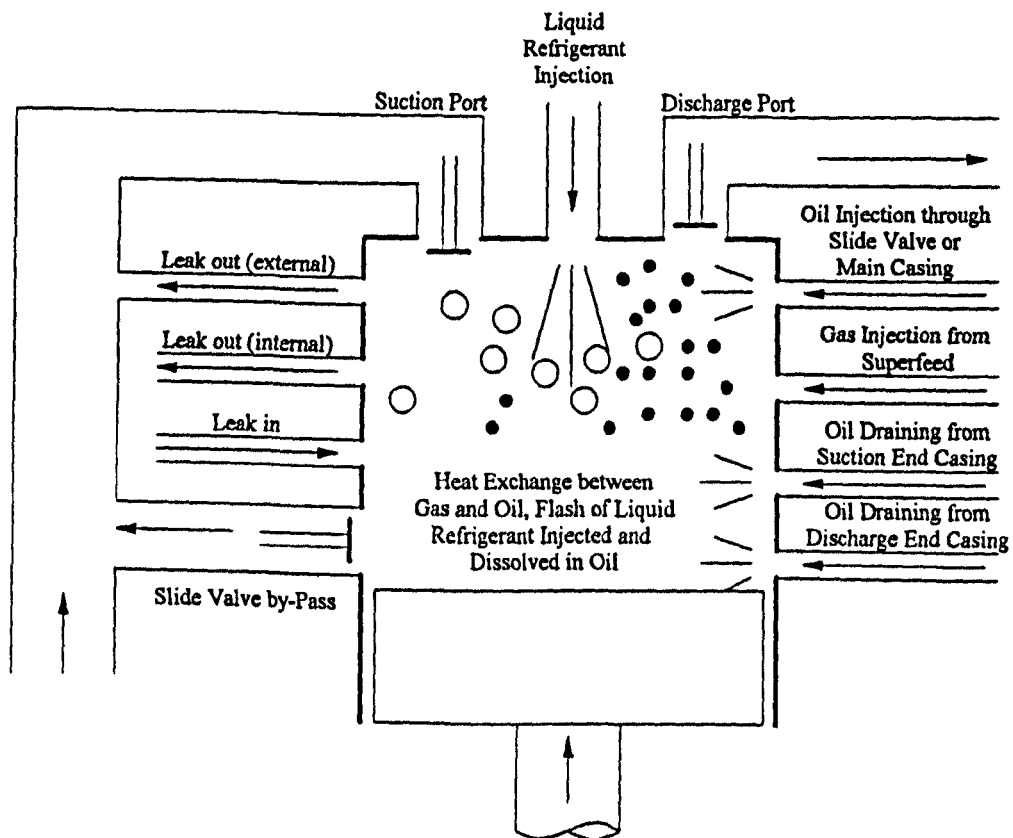 Liquid
Refrigerant
Injection
Suction Port
Discharge Port
Oil Injection through
Slide Valve or
Main Casing
Leak out (external)
Leak out (internal)
Gas Injection from
Superfeed
Leak in
Oil Draining from
Suction End Casing
Heat Exchange between
Gas and Oil, Flash of Liquid
Refrigerant Injected and
Dissolved in Oil
Oil Draining from
Discharge End Casing
Slide Valve by-Pass